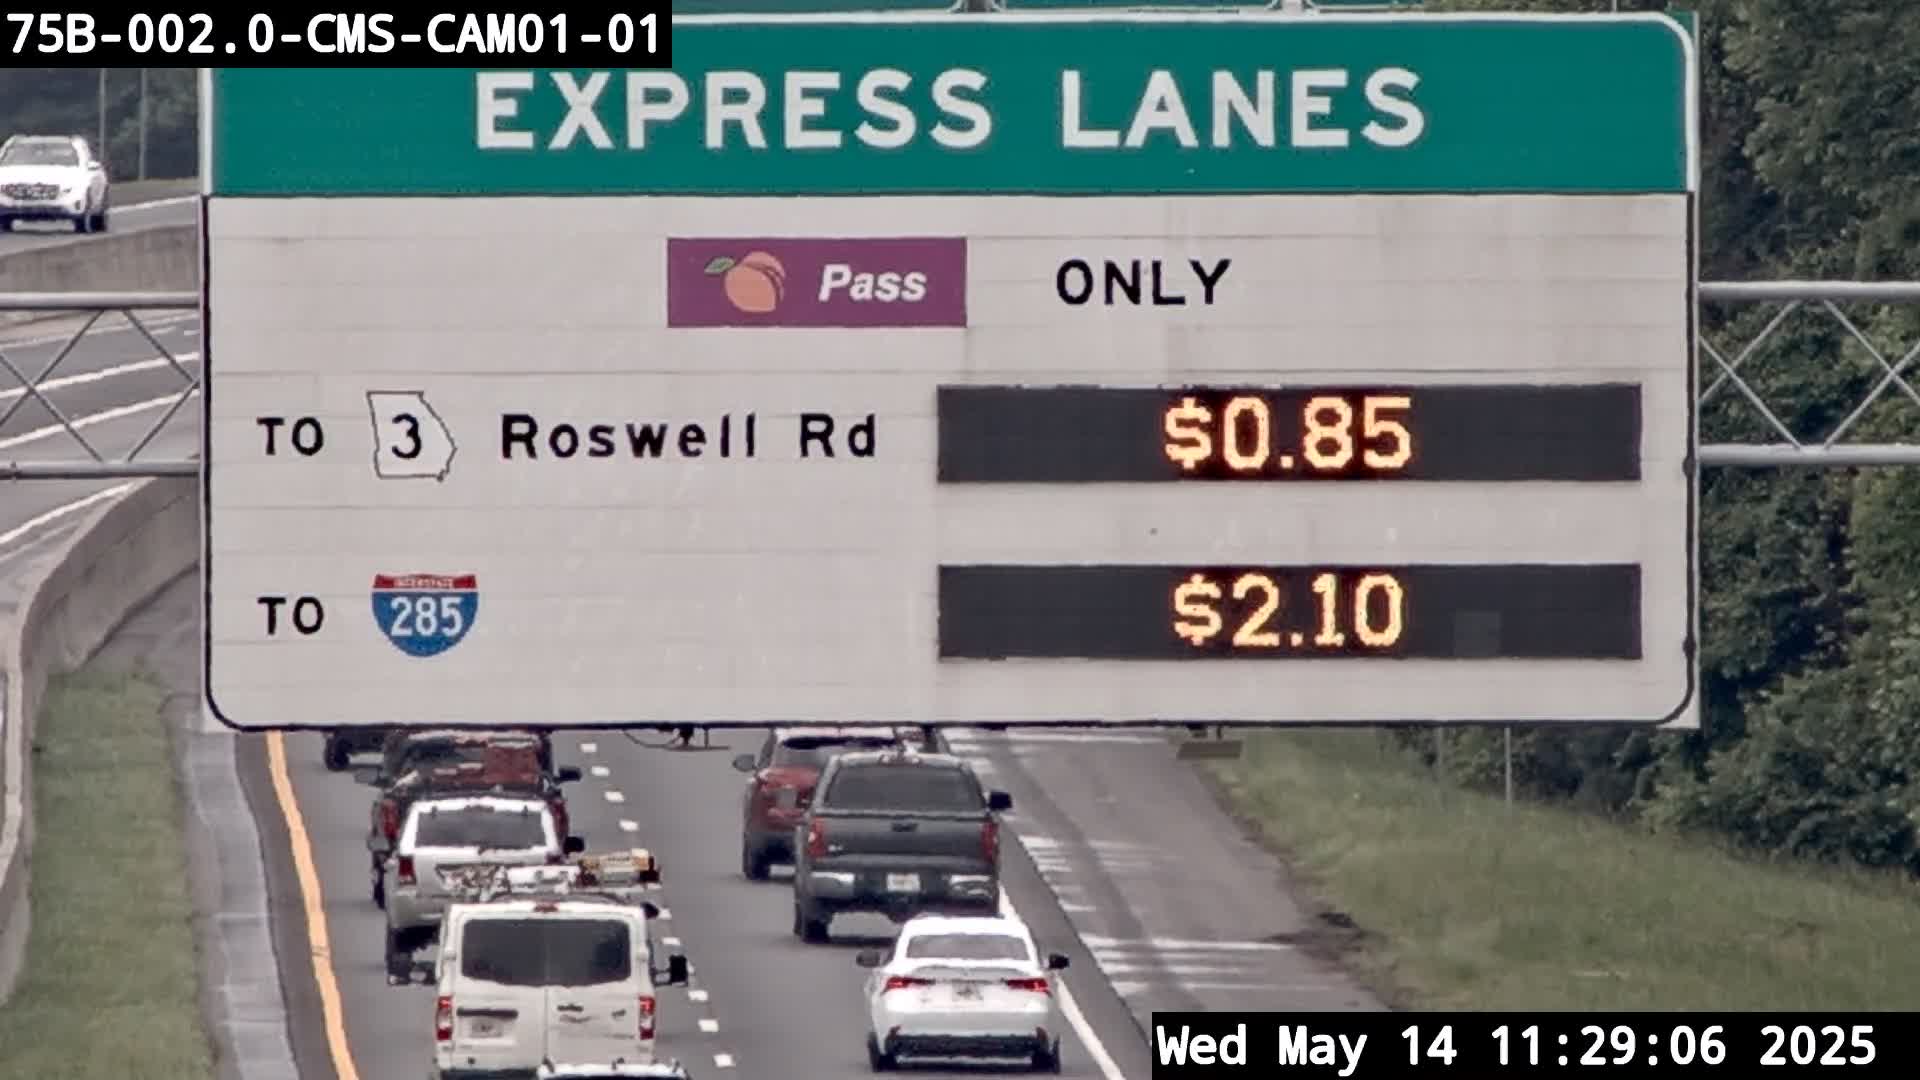 75B-002.0-CMS-CAM01-01
EXPRESS LANES
Pass ONLY
TO 3 Roswell Rd $0.85
INTERSTATE
TO 285 $2.10
Wed May 14 11:29:06 2025